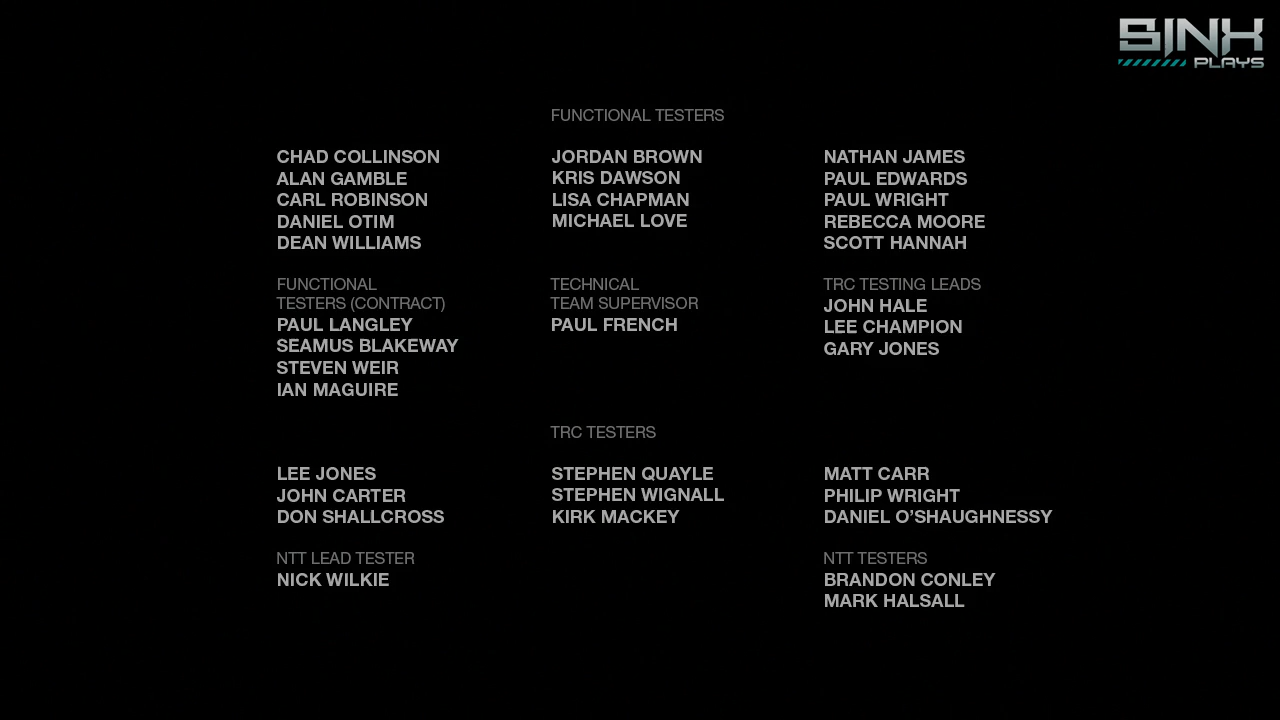 SINX
PLAYS
FUNCTIONAL TESTERS
CHAD COLLINSON
ALAN GAMBLE
CARL ROBINSON
DANIEL OTIM
DEAN WILLIAMS
JORDAN BROWN
KRIS DAWSON
LISA CHAPMAN
MICHAEL LOVE
NATHAN JAMES
PAUL EDWARDS
PAUL WRIGHT
REBECCA MOORE
SCOTT HANNAH
FUNCTIONAL
TESTERS (CONTRACT)
PAUL LANGLEY
SEAMUS BLAKEWAY
STEVEN WEIR
IAN MAGUIRE
TECHNICAL
TEAM SUPERVISOR
PAUL FRENCH
TRC TESTING LEADS
JOHN HALE
LEE CHAMPION
GARY JONES
TRC TESTERS
LEE JONES
JOHN CARTER
DON SHALLCROSS
STEPHEN QUAYLE
STEPHEN WIGNALL
KIRK MACKEY
MATT CARR
PHILIP WRIGHT
DANIEL O’SHAUGHNESSY
NTT LEAD TESTER
NICK WILKIE
NTT TESTERS
BRANDON CONLEY
MARK HALSALL